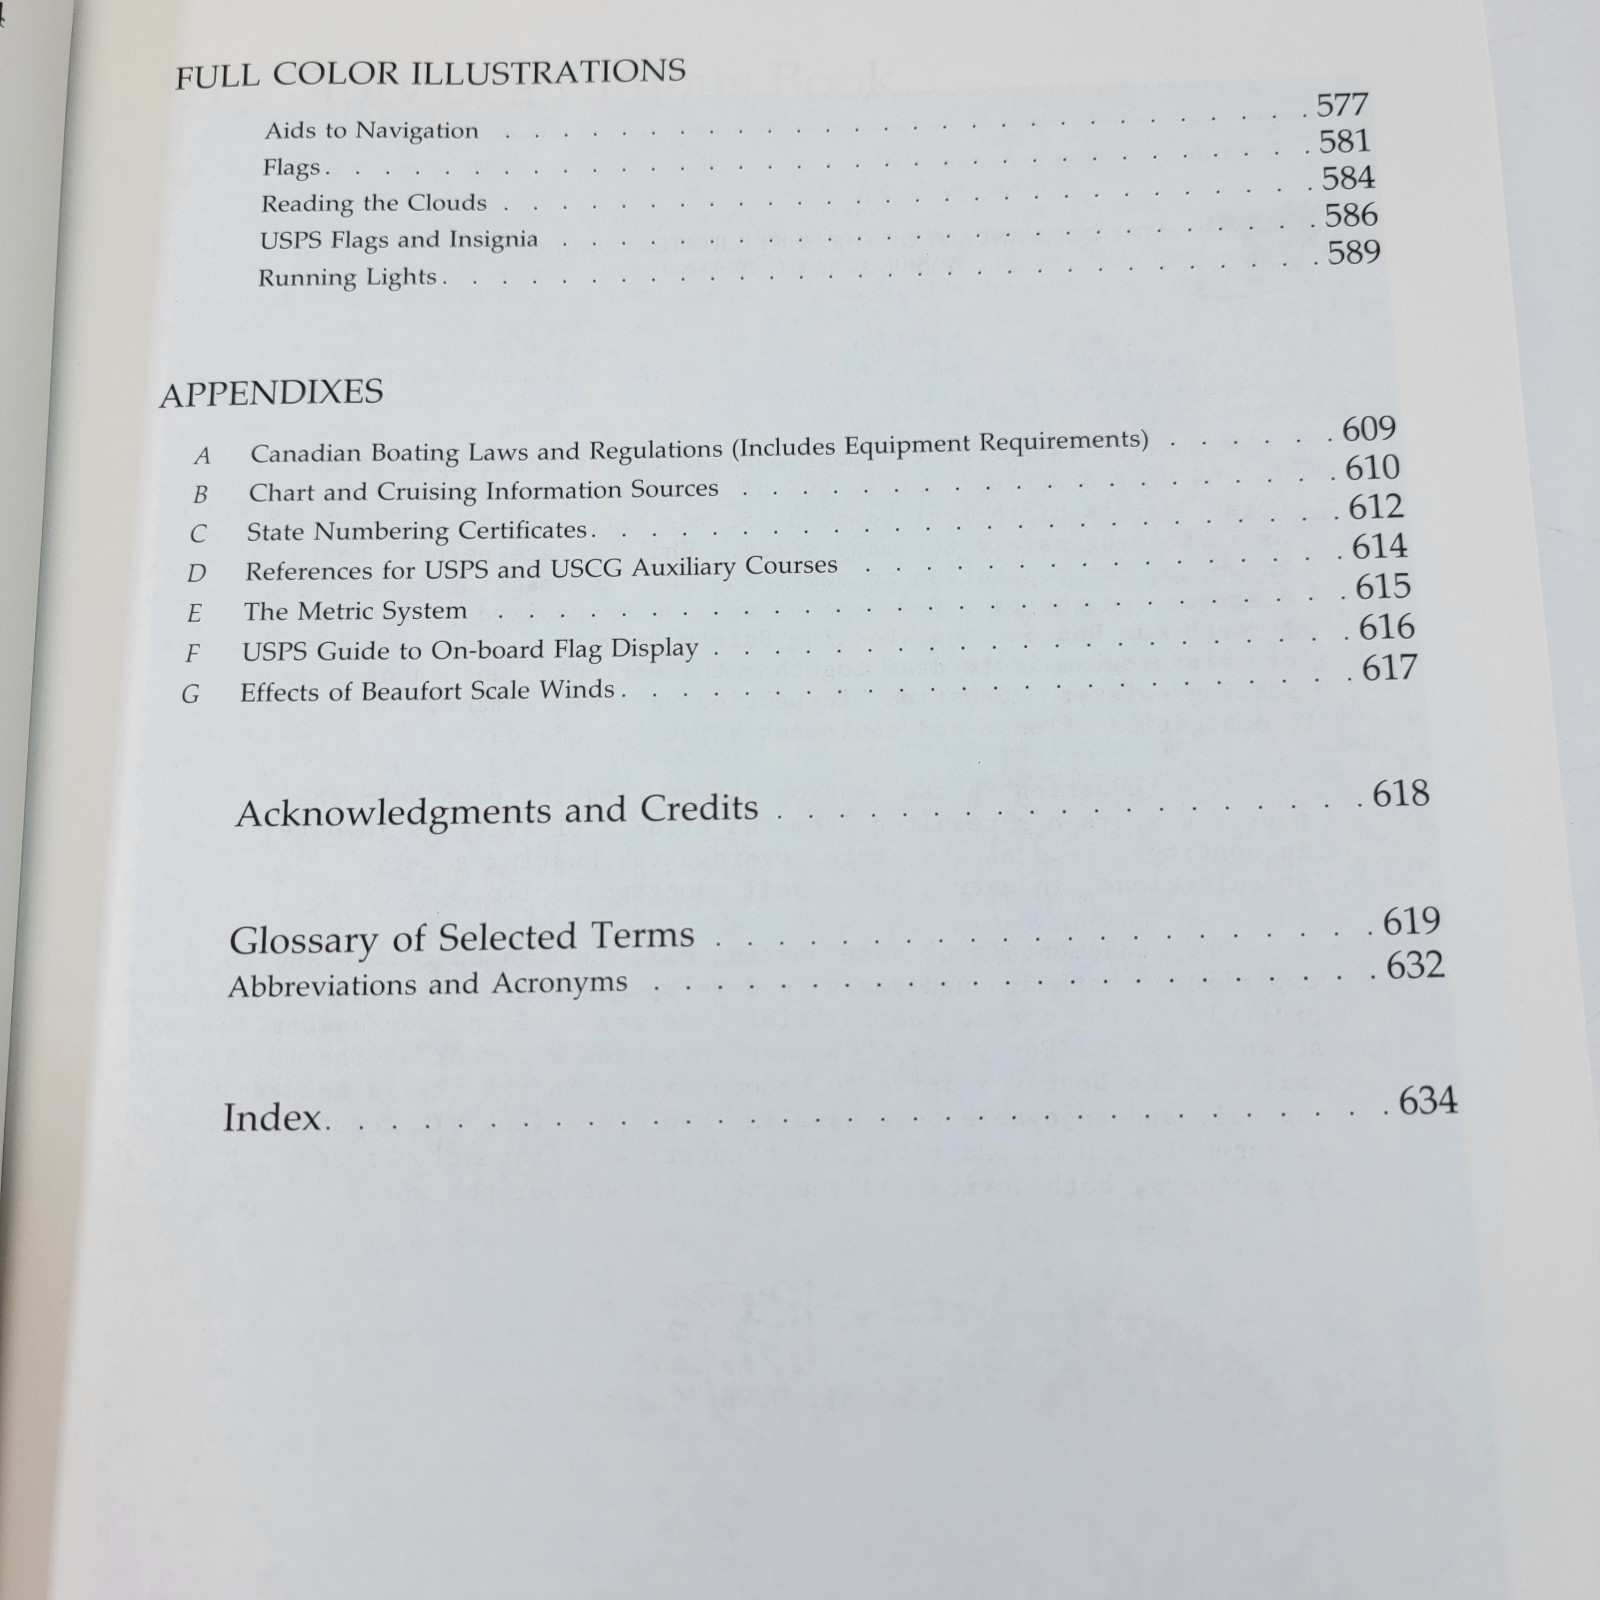 FULL COLOR ILLUSTRATIONS
Aids to Navigation . . . . . . . . . . . . . . . . . . . . . . . . . . . . 577
Flags. . . . . . . . . . . . . . . . . . . . . . . . . . . . . . . . . . 581
Reading the Clouds . . . . . . . . . . . . . . . . . . . . . . . . . . . . 584
USPS Flags and Insignia . . . . . . . . . . . . . . . . . . . . . . . . . . 586
Running Lights. . . . . . . . . . . . . . . . . . . . . . . . . . . . . . 589
APPENDIXES
A Canadian Boating Laws and Regulations (Includes Equipment Requirements) . . . . . . 609
B Chart and Cruising Information Sources . . . . . . . . . . . . . . . . . . . . 610
C State Numbering Certificates. . . . . . . . . . . . . . . . . . . . . . . . . 612
D References for USPS and USCG Auxiliary Courses . . . . . . . . . . . . . . . . 614
E The Metric System . . . . . . . . . . . . . . . . . . . . . . . . . . . . 615
F USPS Guide to On-board Flag Display . . . . . . . . . . . . . . . . . . . . . 616
G Effects of Beaufort Scale Winds. . . . . . . . . . . . . . . . . . . . . . . . 617
Acknowledgments and Credits . . . . . . . . . . . . . . . . . . . 618
Glossary of Selected Terms . . . . . . . . . . . . . . . . . . . . . 619
Abbreviations and Acronyms . . . . . . . . . . . . . . . . . . . . . . . 632
Index. . . . . . . . . . . . . . . . . . . . . . . . . . . . . . . . . 634